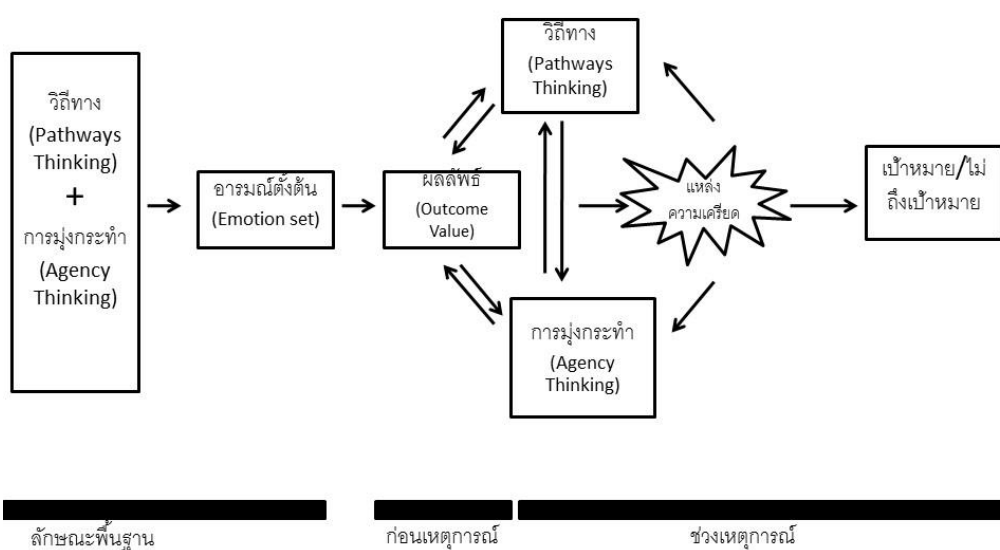 วิถีทาง
(Pathways
Thinking)
+
การมุ่งกระทำ
(Agency
Thinking)
อารมณ์ตั้งต้น
(Emotion set)
ผลลัพธ์
(Outcome
Value)
วิถีทาง
(Pathways
Thinking)
การมุ่งกระทำ
(Agency
Thinking)
แหล่ง
ความเครียด
เป้าหมาย/ไม่
ถึงเป้าหมาย
ลักษณะพื้นฐาน
ก่อนเหตุการณ์
ช่วงเหตุการณ์